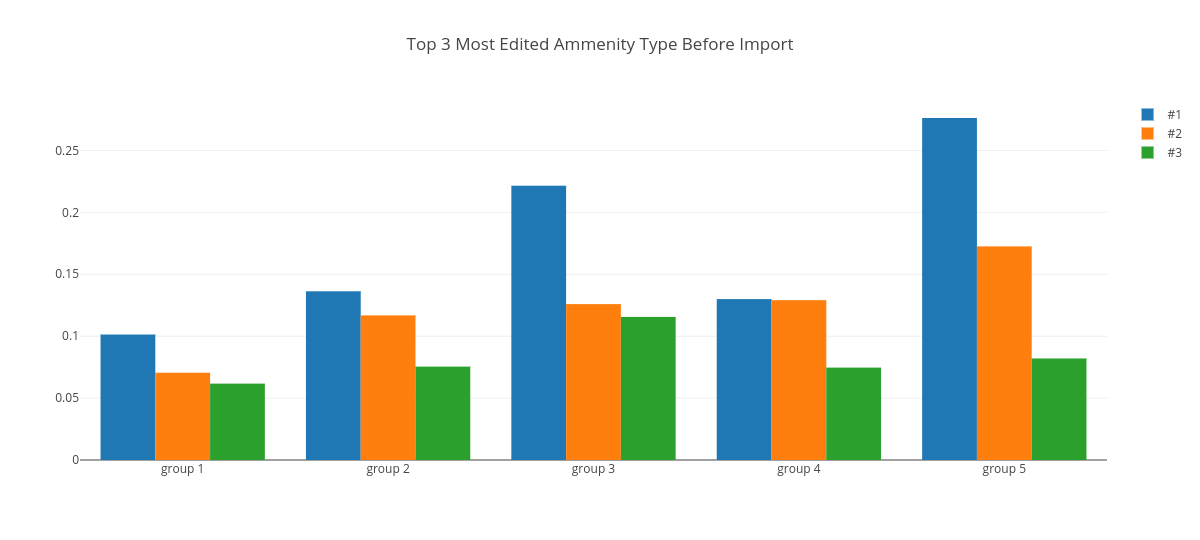 Top 3 Most Edited Ammenity Type Before Import
#1
#2
#3
0.25
0.2
0.15
0.1
0.05
0
group 1
group 2
group 3
group 4
group 5